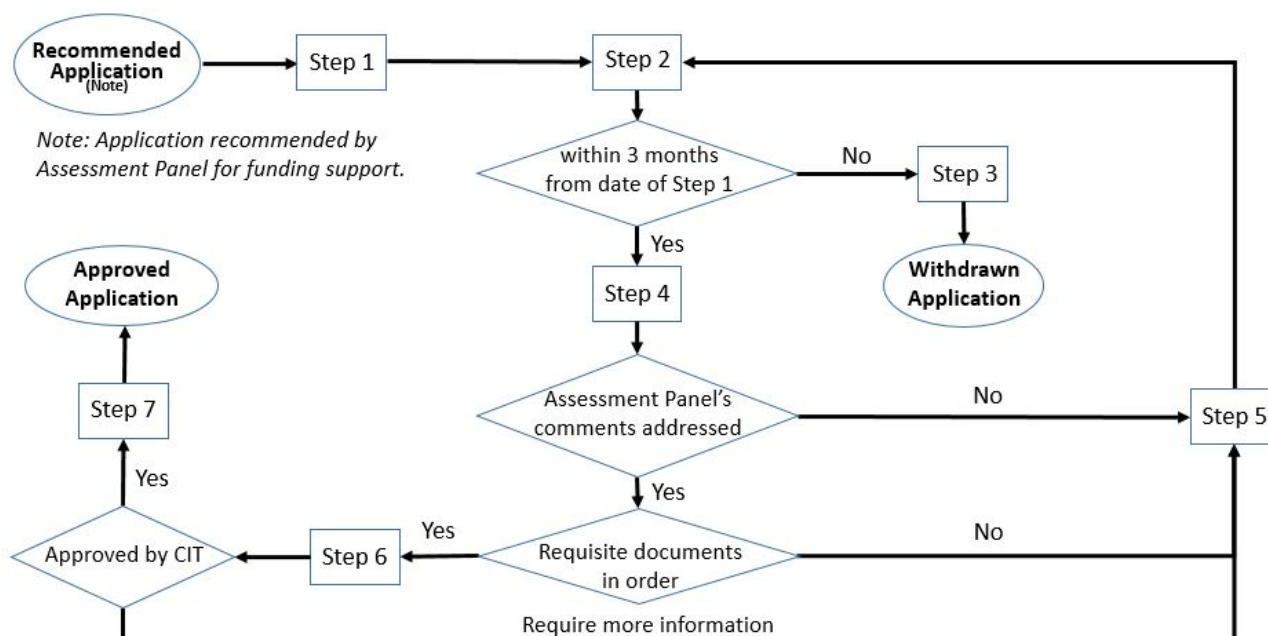 Recommended
Application
(Note)
Step 1
Step 2
Note: Application recommended by
Assessment Panel for funding support.
within 3 months
from date of Step 1
No
Step 3
Yes
Withdrawn
Application
Approved
Application
Step 4
Step 7
Assessment Panel's
comments addressed
No
Step 5
Yes
Yes
Approved by CIT
Step 6
Yes
Requisite documents
in order
No
Require more information